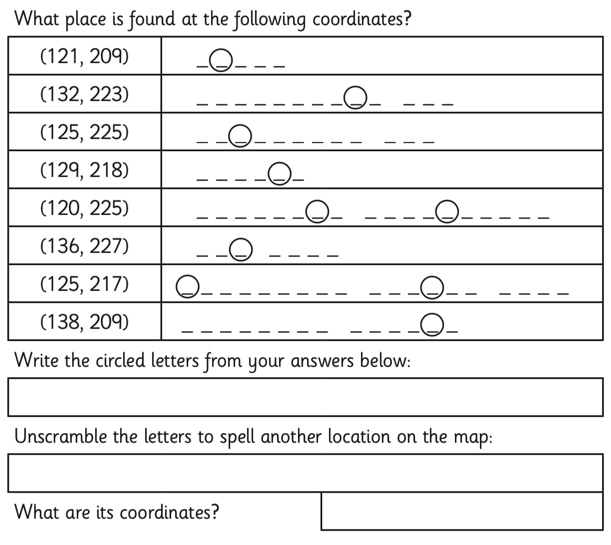 What place is found at the following coordinates?
(121, 209)
(132, 223)
(125, 225)
(129, 218)
(120, 225)
(136, 227)
(125, 217)
(138, 209)
Write the circled letters from your answers below:
Unscramble the letters to spell another location on the map:
What are its coordinates?